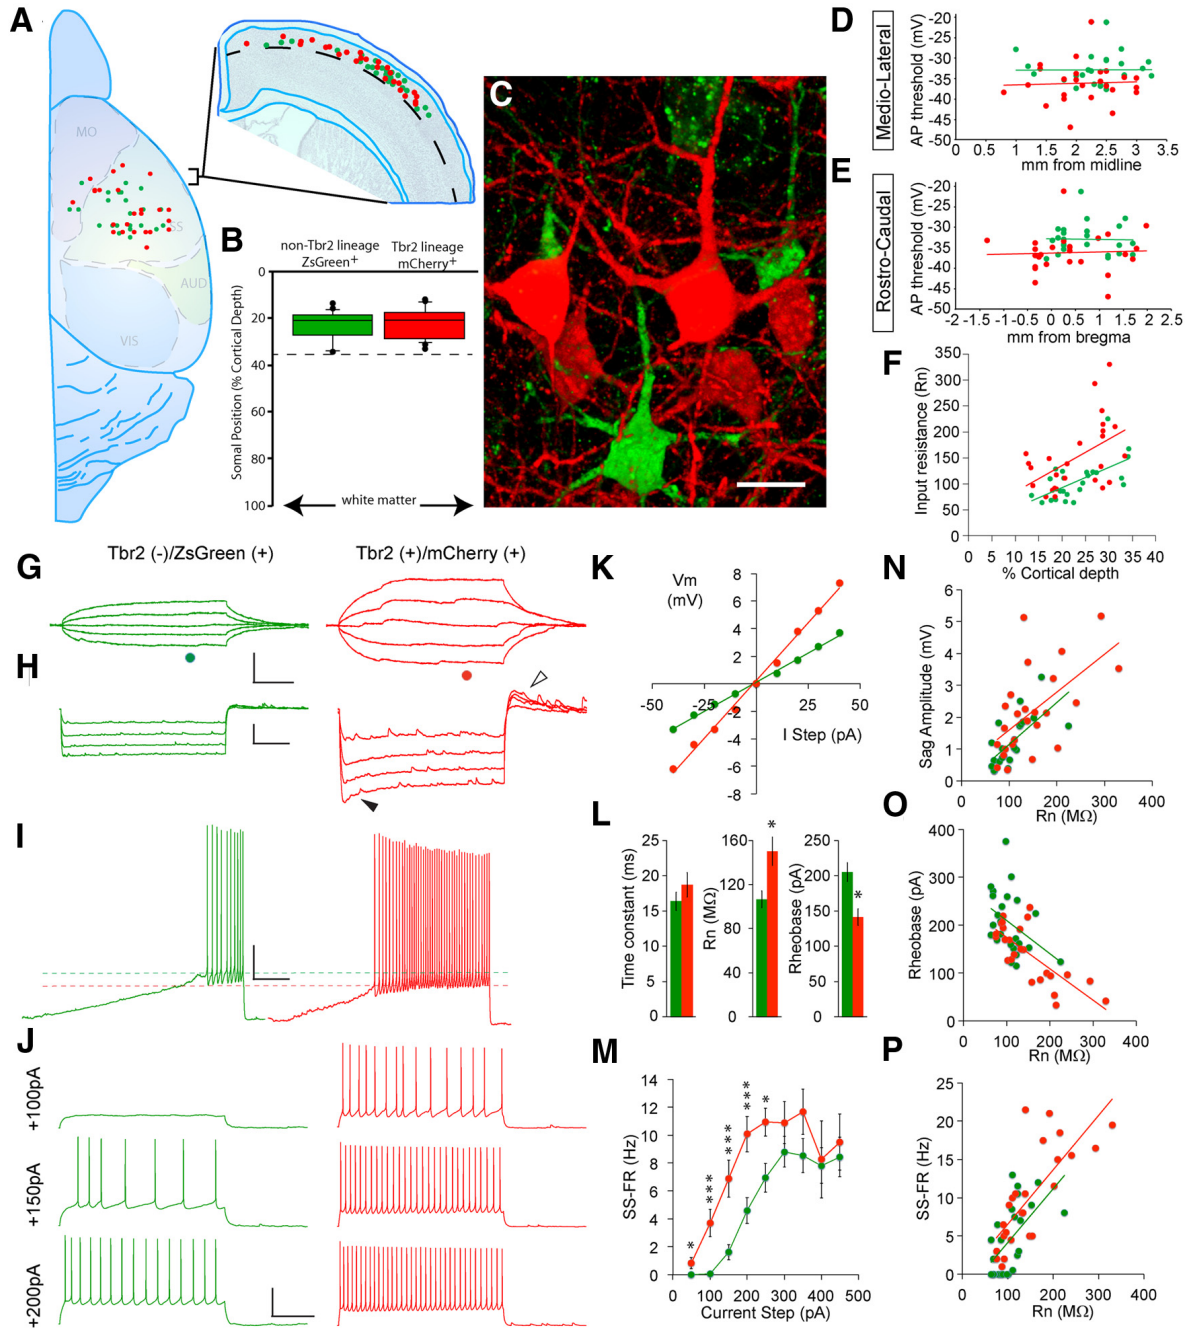 A
MO
SS
AUD
VIS
B
non-Tbr2 lineage
ZsGreen+
Tbr2 lineage
mCherry+
Somal Position (% Cortical Depth)
0
20
40
60
80
100
white matter
C
D
Medio-Lateral
AP threshold (mV)
-20
-25
-30
-35
-40
-45
-50
0 0.5 1 1.5 2 2.5 3 3.5
mm from midline
E
Rostro-Caudal
AP threshold (mV)
-20
-25
-30
-35
-40
-45
-50
-2 -1.5 -1 -0.5 0 0.5 1 1.5 2 2.5
mm from bregma
F
Input resistance (Rn)
350
300
250
200
150
100
50
0
0 5 10 15 20 25 30 35 40
% Cortical depth
Tbr2 (-)/ZsGreen (+)
Tbr2 (+)/mCherry (+)
G
H
I
J
+100pA
+150pA
+200pA
K
Vm
(mV)
8
6
4
2
-2
-4
-6
-8
-50 -25 25 50
I Step (pA)
L
Time constant (ms)
25
20
15
10
5
0
Rn (MΩ)
160
120
80
40
0
*
Rheobase (pA)
250
200
150
100
50
0
*
M
SS-FR (Hz)
14
12
10
8
6
4
2
0
* *** *** *** *
0 100 200 300 400 500
Current Step (pA)
N
Sag Amplitude (mV)
6
5
4
3
2
1
0
0 100 200 300 400
Rn (MΩ)
O
Rheobase (pA)
400
300
200
100
0
0 100 200 300 400
Rn (MΩ)
P
SS-FR (Hz)
25
20
15
10
5
0
0 100 200 300 400
Rn (MΩ)